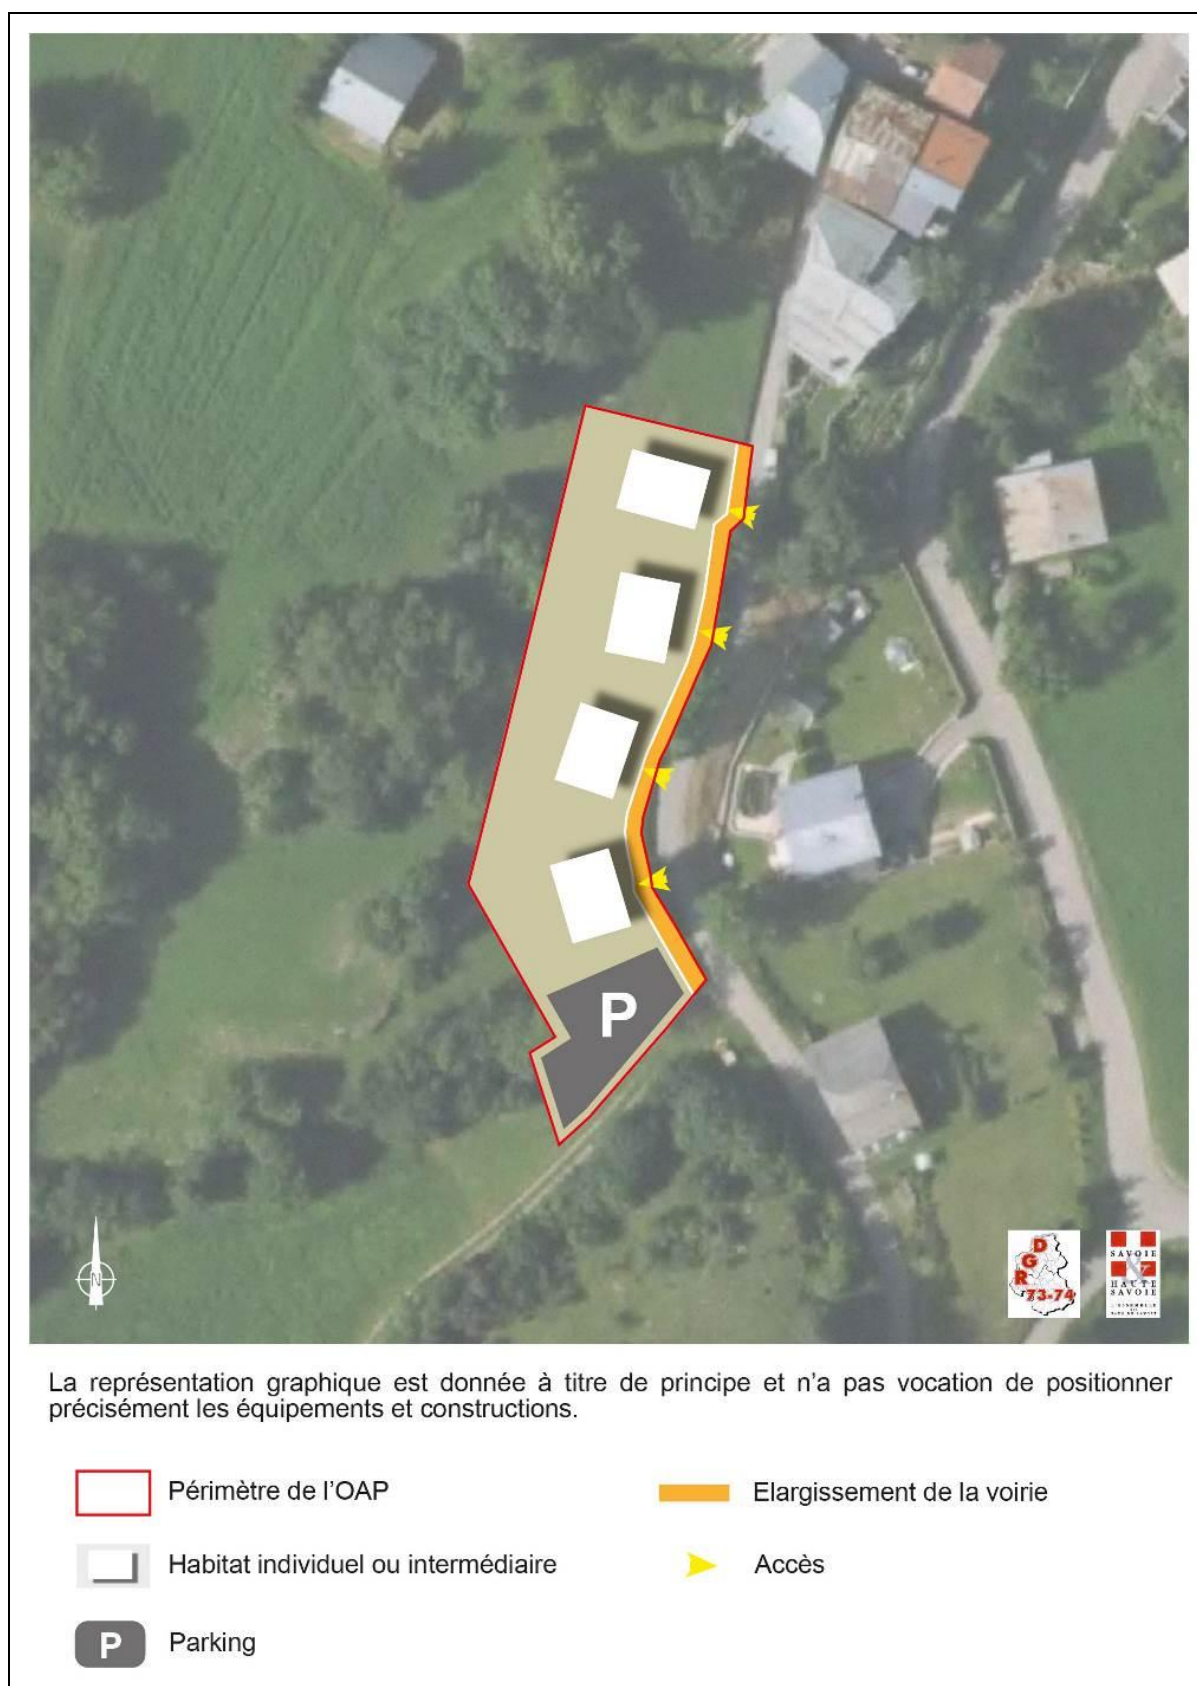 P
N
D
G
R
73-74
SAVOIE
&
HAUTE
SAVOIE
La représentation graphique est donnée à titre de principe et n'a pas vocation de positionner
précisément les équipements et constructions.
Périmètre de l'OAP
Elargissement de la voirie
Habitat individuel ou intermédiaire
Accès
P Parking